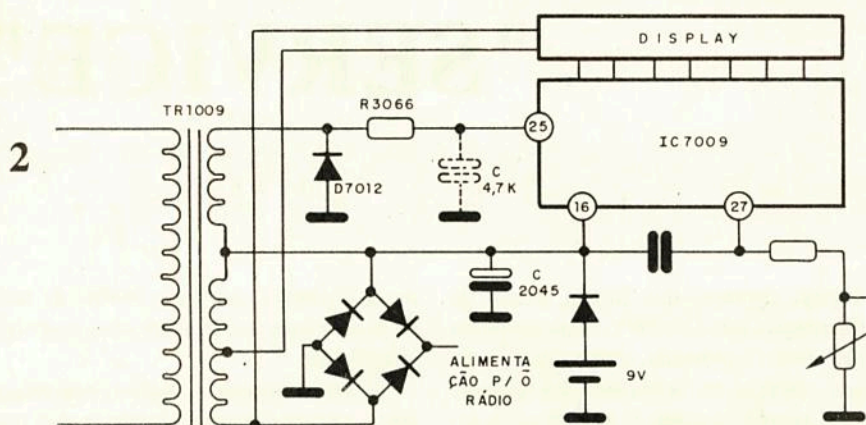 2
DISPLAY
TR1009
R3066
25
IC7009
D7012
C
4,7K
16
27
C
2045
ALIMENTA
ÇÃO P/ Ō
RÁDIO
9V